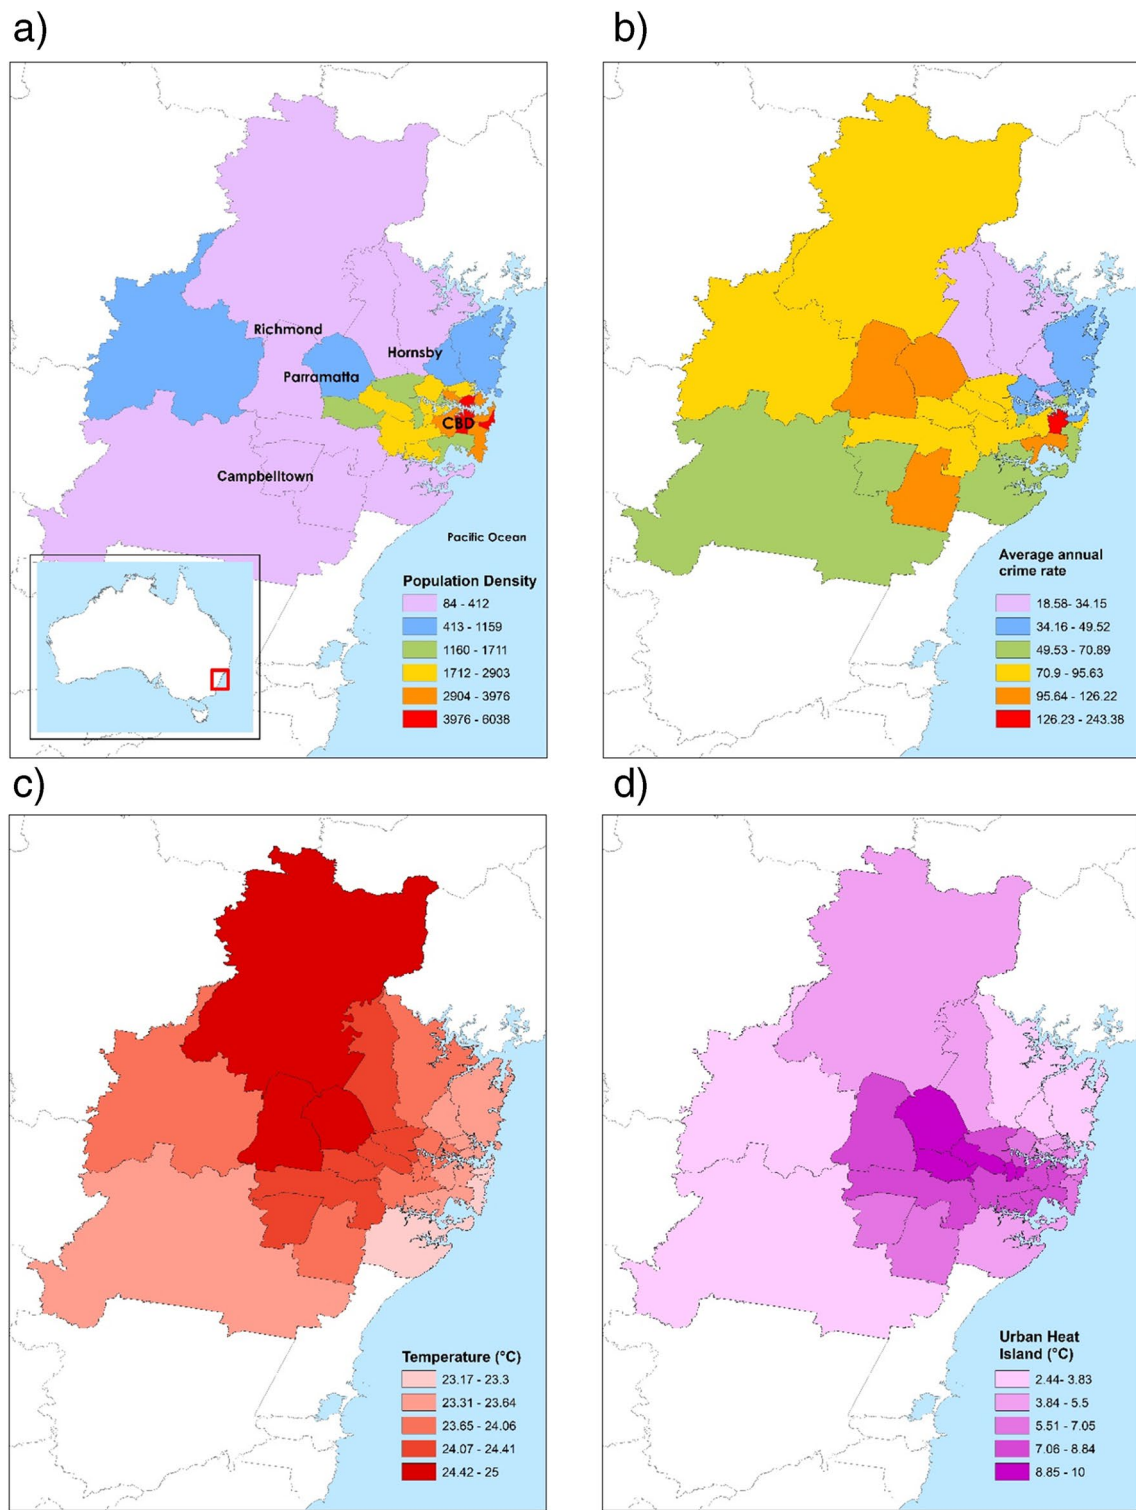 a)
Richmond
Hornsby
Parramatta
CBD
Campbelltown
Pacific Ocean
Population Density
84 - 412
413 - 1159
1160 - 1711
1712 - 2903
2904 - 3976
3976 - 6038
b)
Average annual
crime rate
18.58- 34.15
34.16 - 49.52
49.53 - 70.89
70.9 - 95.63
95.64 - 126.22
126.23 - 243.38
c)
Temperature (°C)
23.17 - 23.3
23.31 - 23.64
23.65 - 24.06
24.07 - 24.41
24.42 - 25
d)
Urban Heat
Island (°C)
2.44- 3.83
3.84 - 5.5
5.51 - 7.05
7.06 - 8.84
8.85 - 10